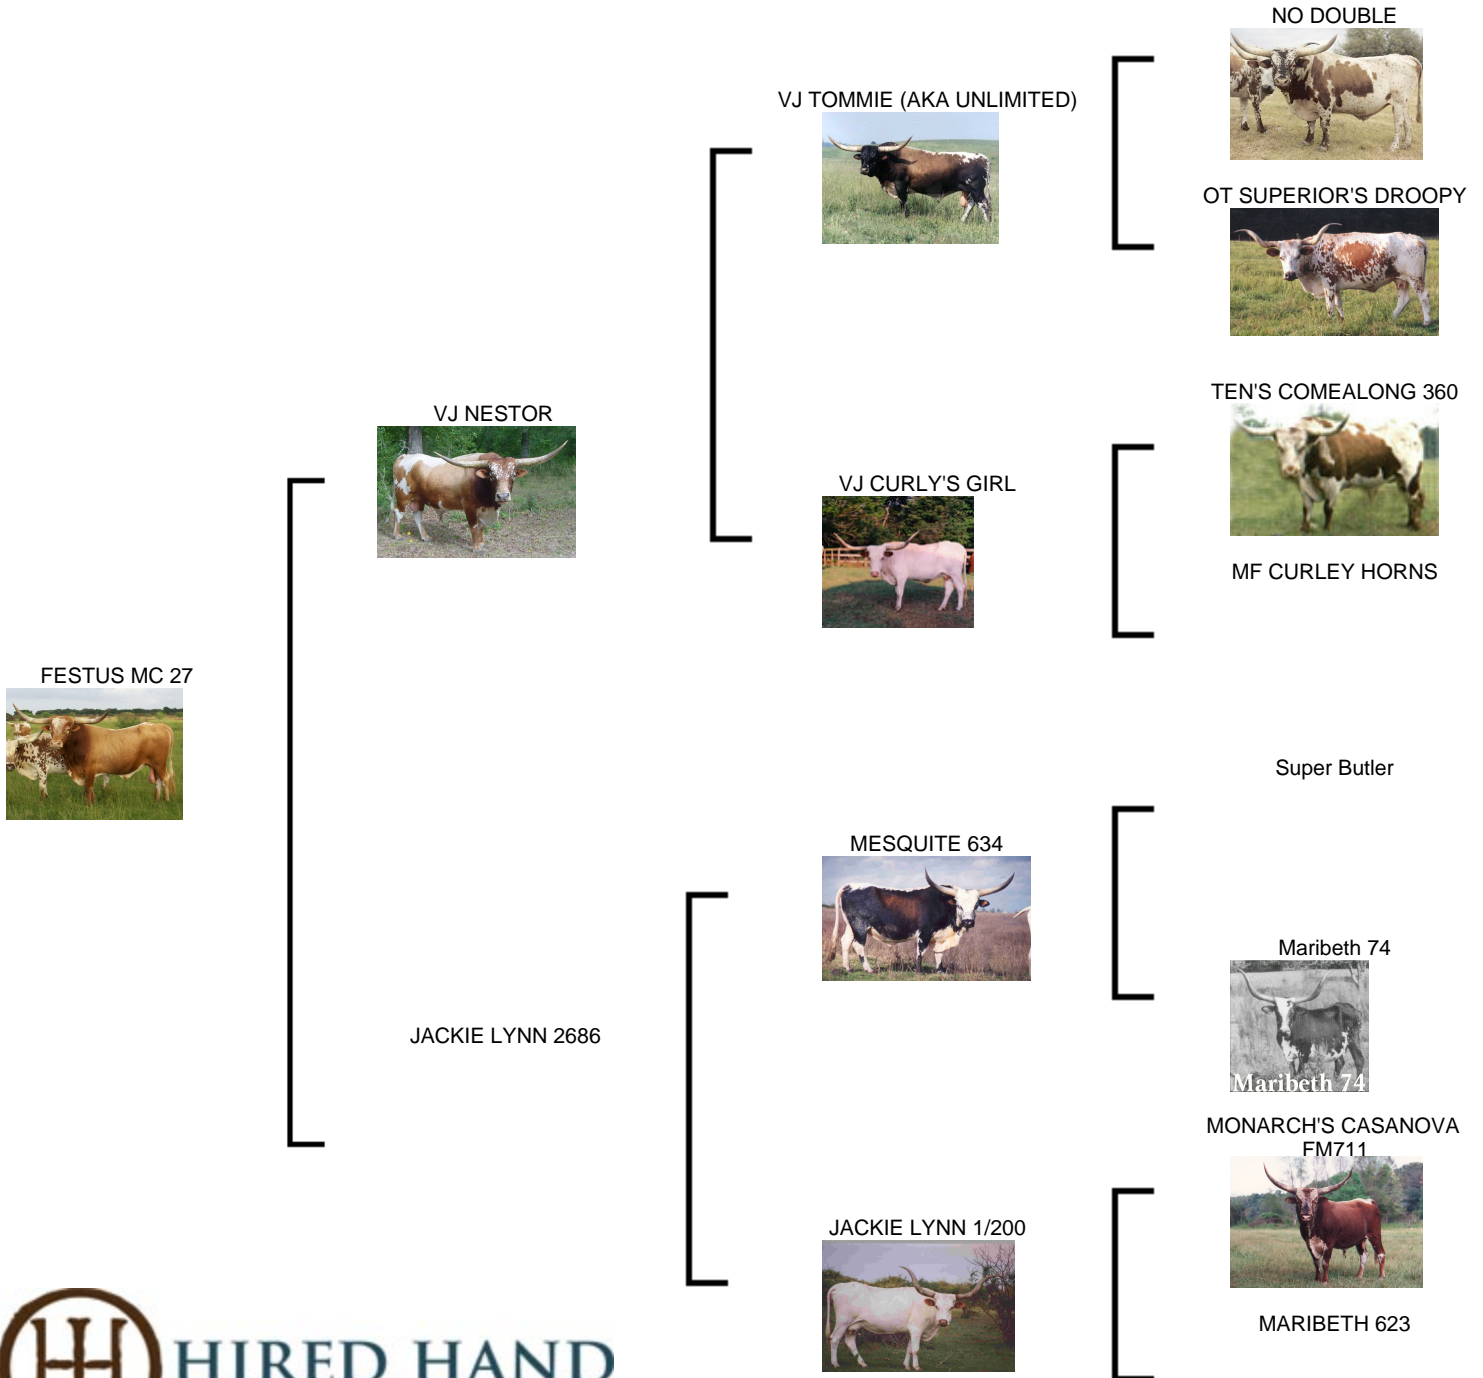 NO DOUBLE
VJ TOMMIE (AKA UNLIMITED)
OT SUPERIOR'S DROOPY
TEN'S COMEALONG 360
VJ NESTOR
VJ CURLY'S GIRL
MF CURLEY HORNS
FESTUS MC 27
Super Butler
MESQUITE 634
Maribeth 74
JACKIE LYNN 2686
Maribeth 74
MONARCH'S CASANOVA
FM711
JACKIE LYNN 1/200
MARIBETH 623
HIRED HAND